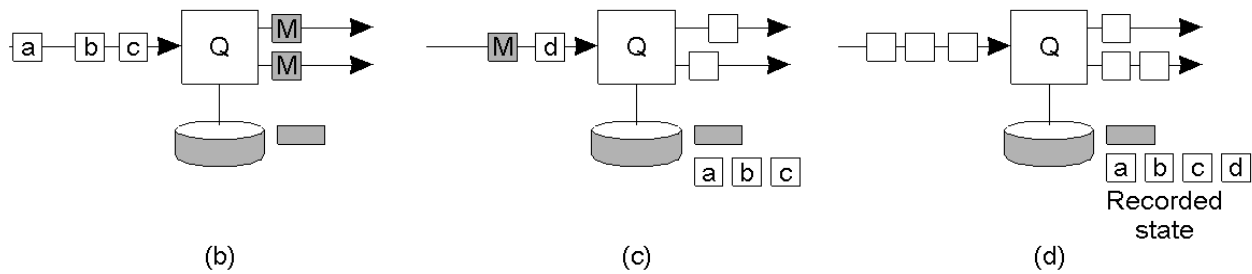 a b c Q M M
M d Q
Q
a b c
a b c d
Recorded
state
(b) (c) (d)